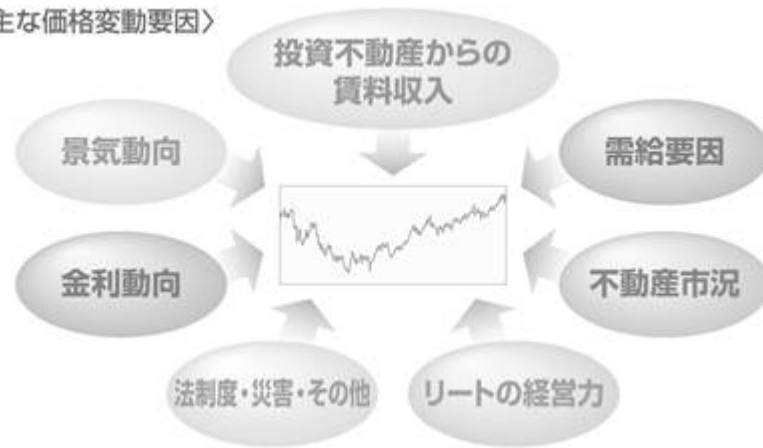 主な価格変動要因〉
投資不動産からの
賃料収入
景気動向
需給要因
金利動向
不動産市況
法制度・災害・その他
リートの経営力